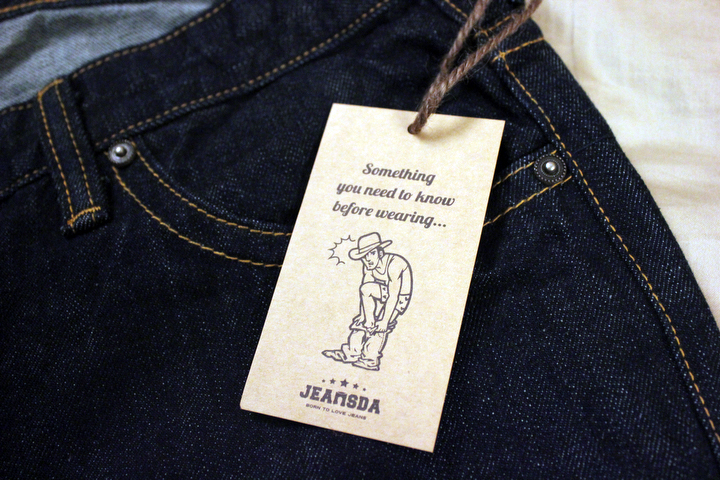 Something
you need to know
before wearing...
JEANSDA
BORN TO LOVE JEANS